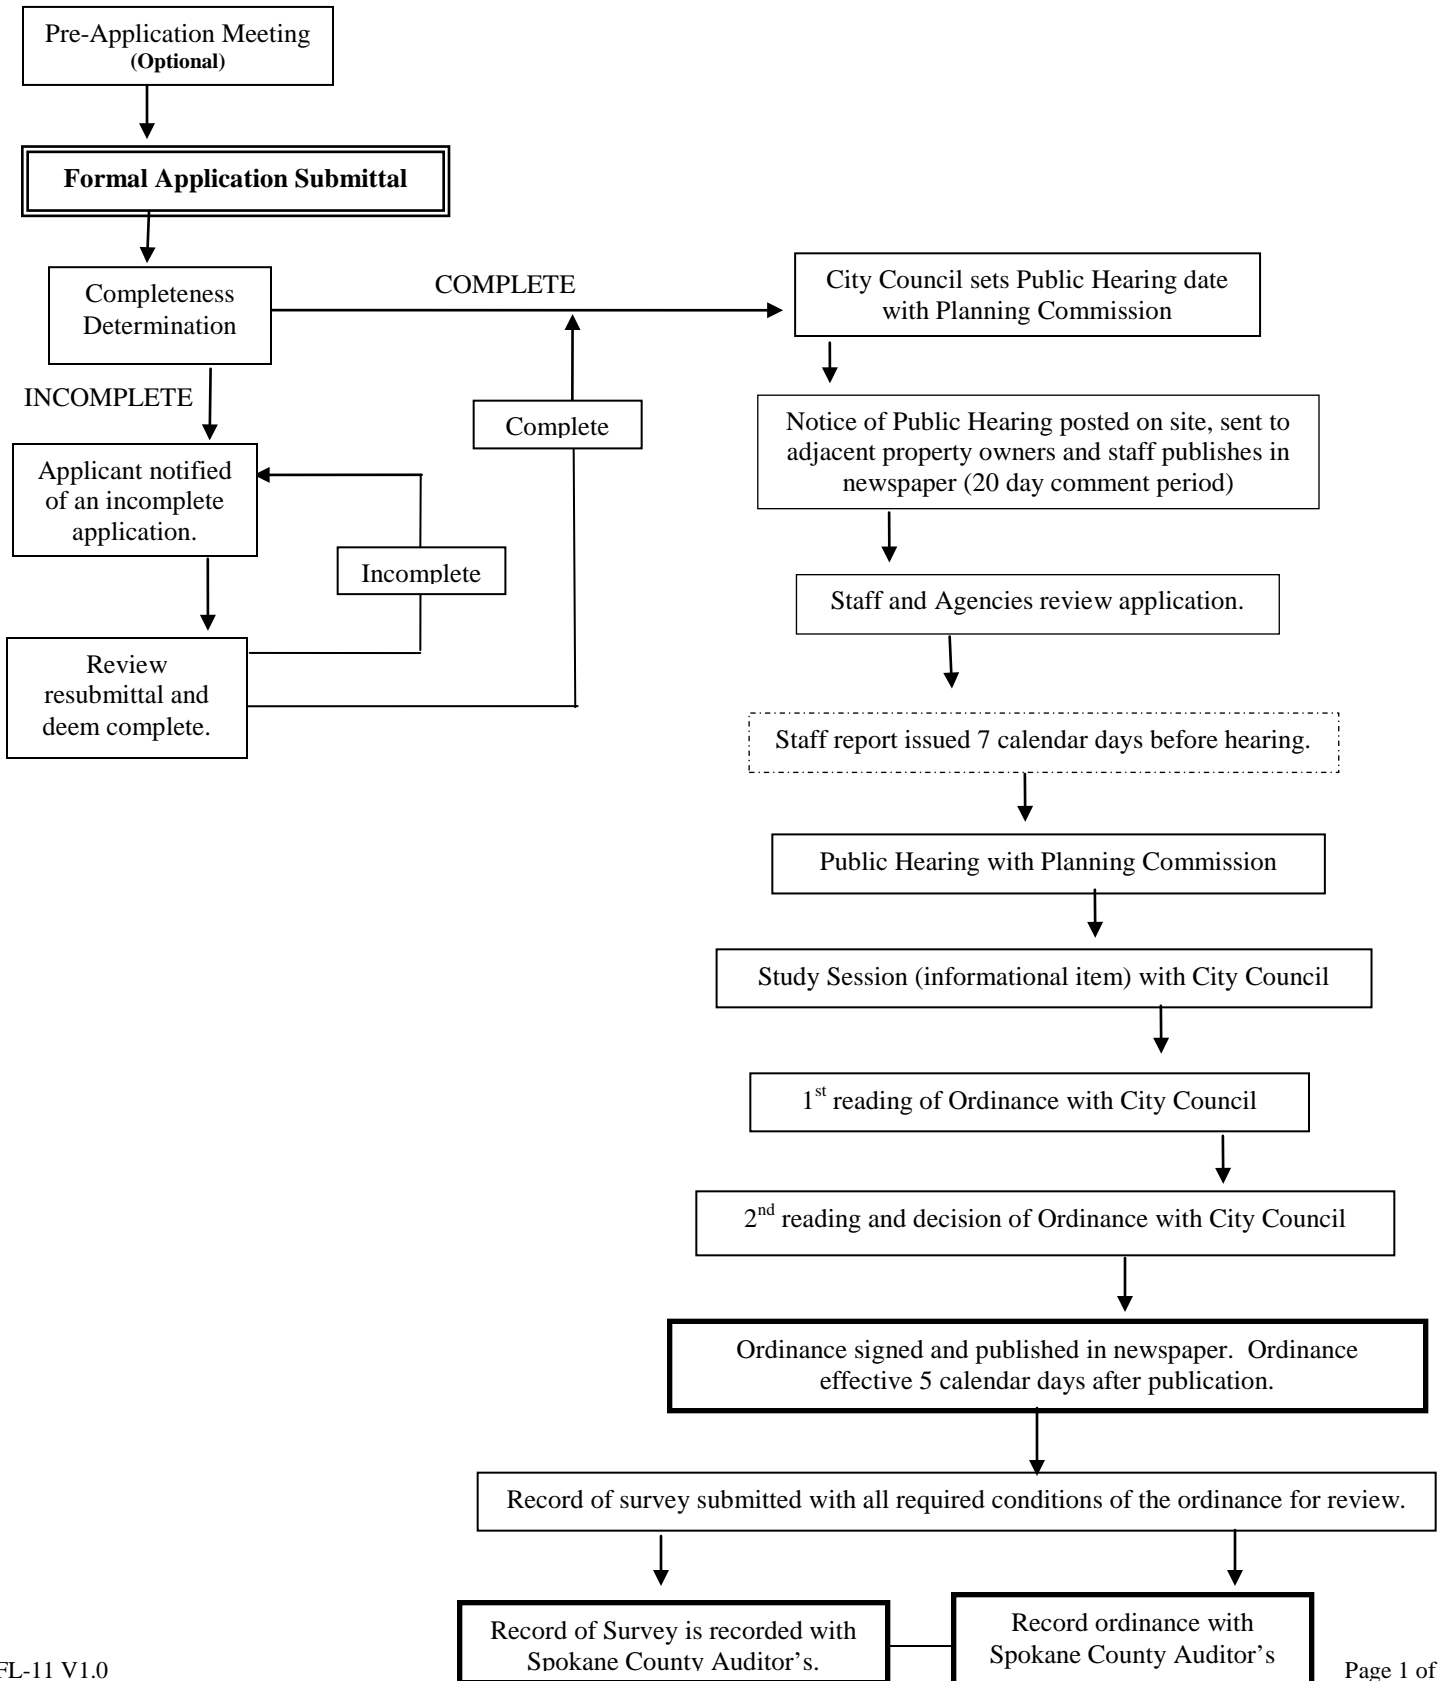 Pre-Application Meeting
(Optional)
Formal Application Submittal
Completeness
Determination
COMPLETE
City Council sets Public Hearing date
with Planning Commission
INCOMPLETE
Complete
Notice of Public Hearing posted on site, sent to
adjacent property owners and staff publishes in
newspaper (20 day comment period)
Applicant notified
of an incomplete
application.
Incomplete
Staff and Agencies review application.
Review
resubmittal and
deem complete.
Staff report issued 7 calendar days before hearing.
Public Hearing with Planning Commission
Study Session (informational item) with City Council
1st reading of Ordinance with City Council
2nd reading and decision of Ordinance with City Council
Ordinance signed and published in newspaper.  Ordinance
effective 5 calendar days after publication.
Record of survey submitted with all required conditions of the ordinance for review.
Record of Survey is recorded with
Spokane County Auditor's.
Record ordinance with
Spokane County Auditor's
FL-11 V1.0
Page 1 of